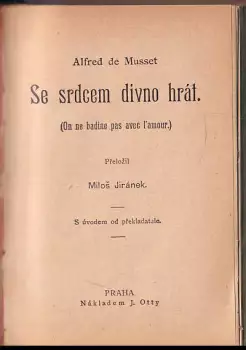 Alfred de Musset
Se srdcem divno hrát.
(On ne badine pas avec l'amour.)
Přeložil
Miloš Jiránek.
S úvodem od překladatele.
PRAHA
Nákladem J. Otty